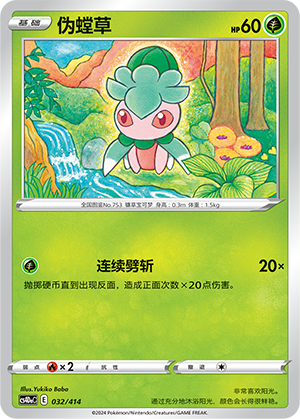 基础 伪螳草 HP60
全国图鉴No.753 镰草宝可梦 身高:0.3m 体重:1.5kg
连续劈斩 20×
抛掷硬币直到出现反面，造成正面次数×20点伤害。
弱点 ×2 抵抗力 撤退
非常喜欢阳光。
通过充分地沐浴阳光，颜色会长得很鲜艳。
Illus.Yukiko Baba
E 032/414
©2024 Pokémon/Nintendo/Creatures/GAME FREAK.